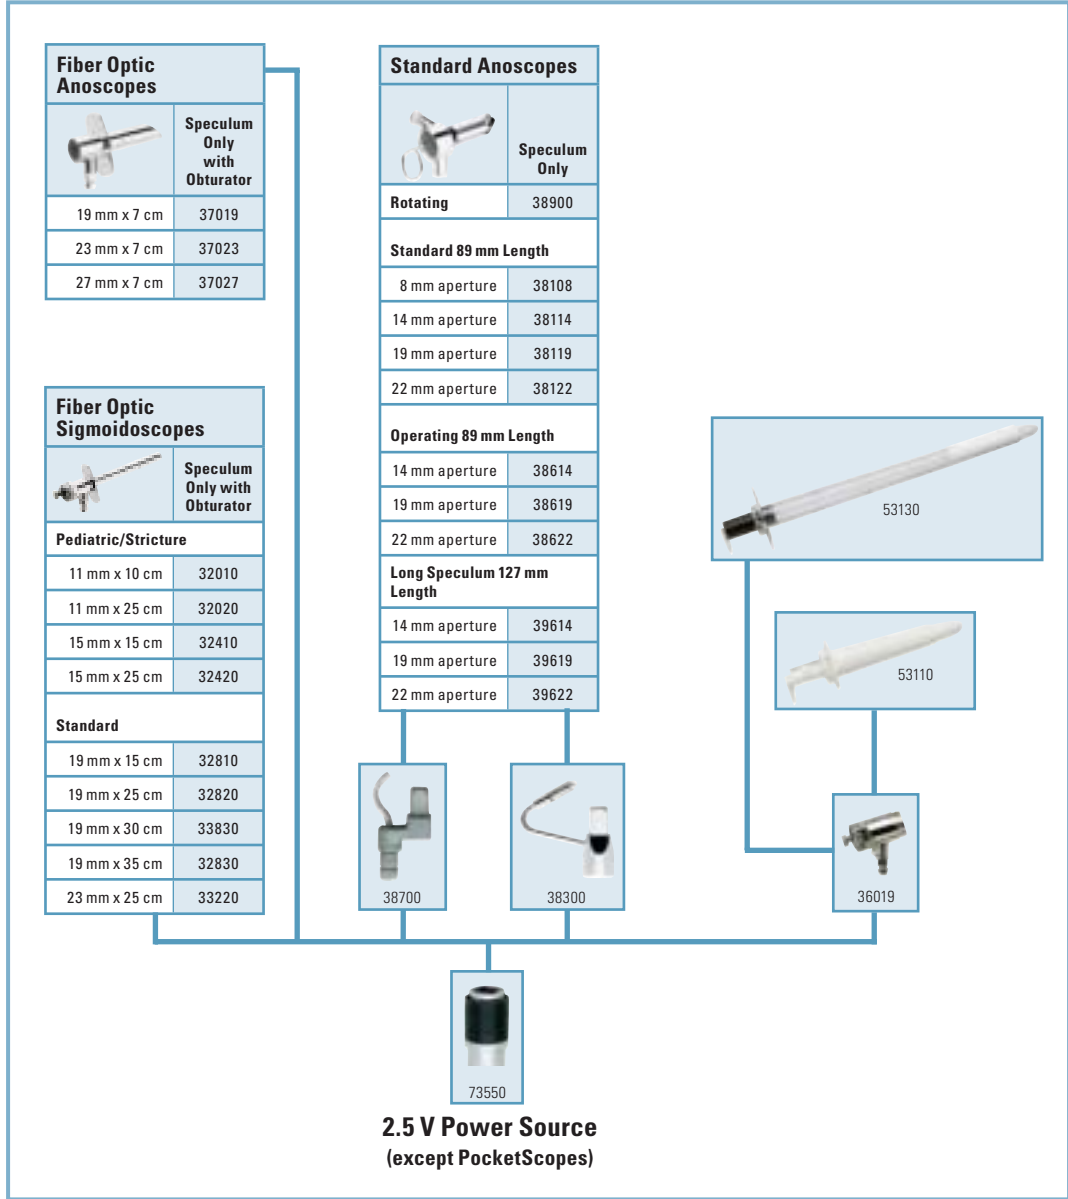 Fiber Optic
Anoscopes
Speculum
Only
with
Obturator
19 mm x 7 cm 37019
23 mm x 7 cm 37023
27 mm x 7 cm 37027
Fiber Optic
Sigmoidoscopes
Speculum
Only with
Obturator
Pediatric/Stricture
11 mm x 10 cm 32010
11 mm x 25 cm 32020
15 mm x 15 cm 32410
15 mm x 25 cm 32420
Standard
19 mm x 15 cm 32810
19 mm x 25 cm 32820
19 mm x 30 cm 33830
19 mm x 35 cm 32830
23 mm x 25 cm 33220
Standard Anoscopes
Speculum
Only
Rotating 38900
Standard 89 mm Length
8 mm aperture 38108
14 mm aperture 38114
19 mm aperture 38119
22 mm aperture 38122
Operating 89 mm Length
14 mm aperture 38614
19 mm aperture 38619
22 mm aperture 38622
Long Speculum 127 mm
Length
14 mm aperture 39614
19 mm aperture 39619
22 mm aperture 39622
53130
53110
38700
38300
36019
73550
2.5 V Power Source
(except PocketScopes)